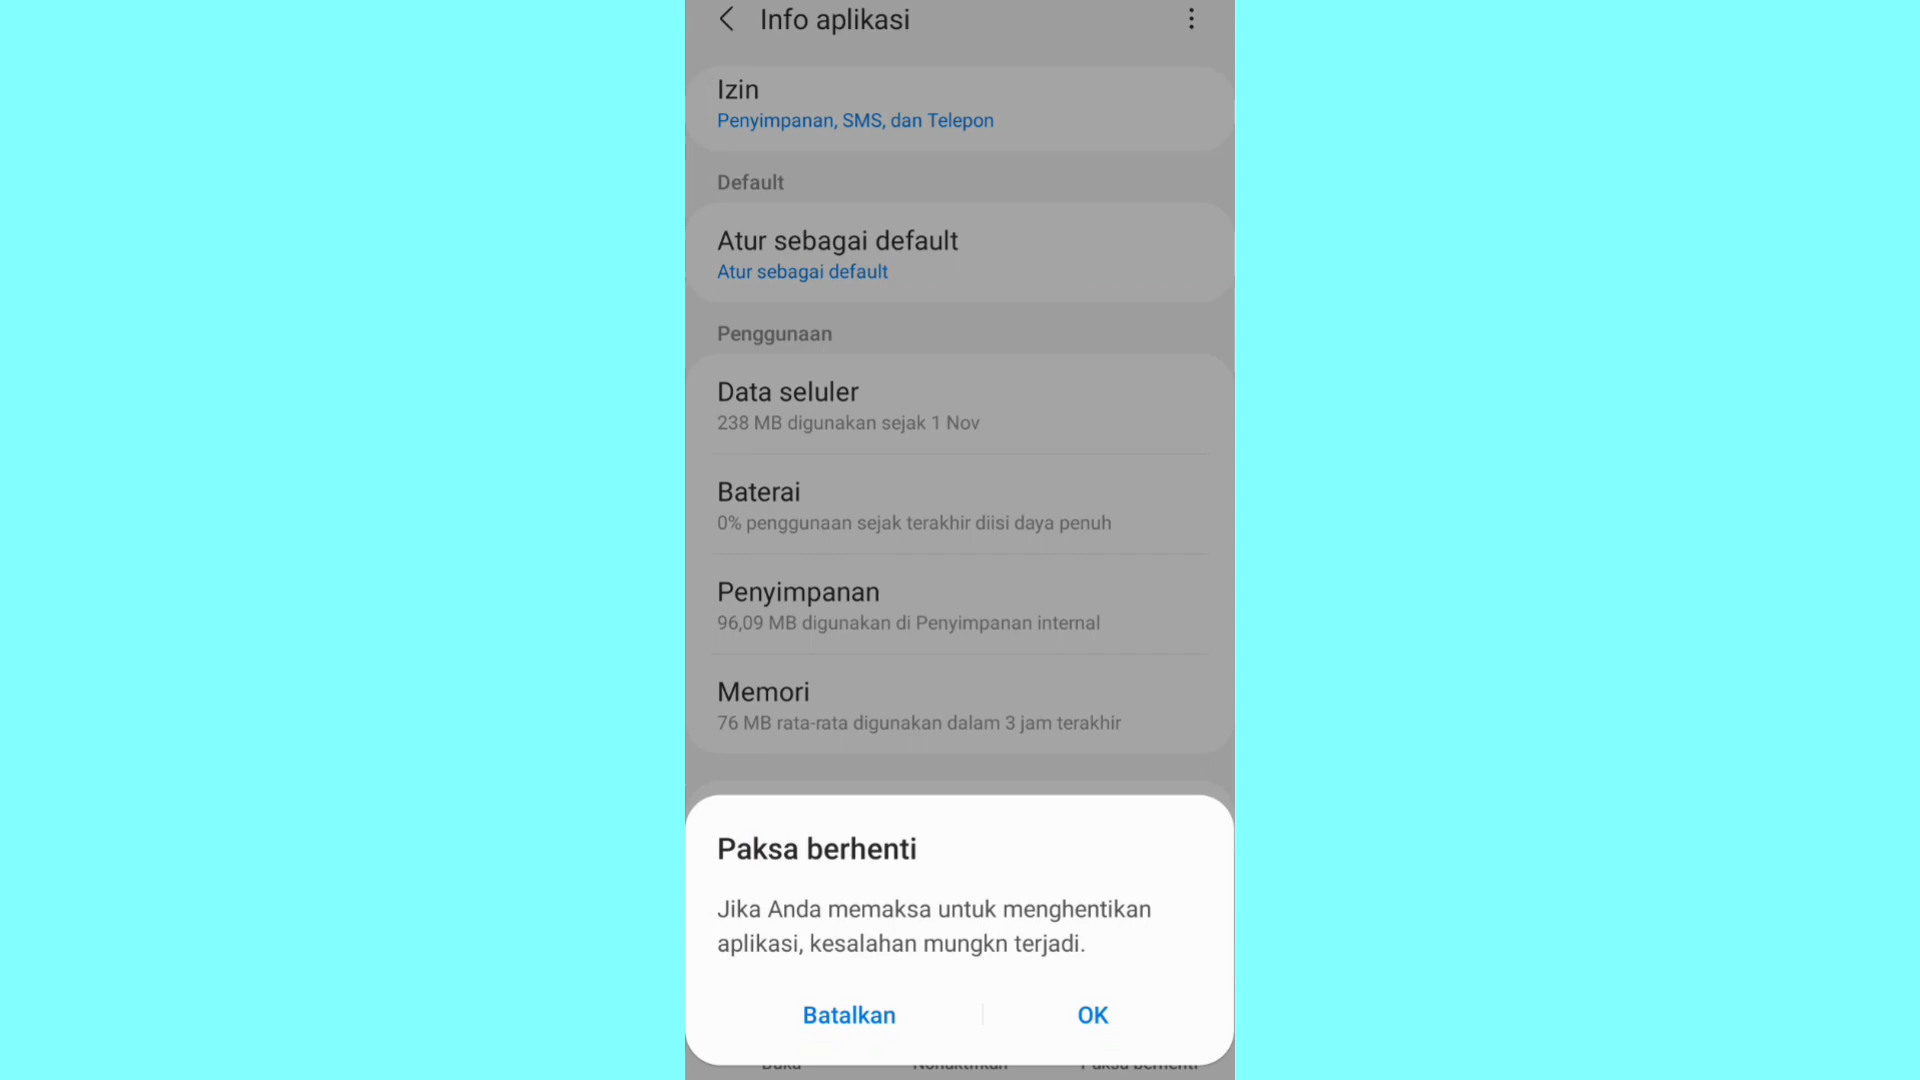 Info aplikasi
Izin
Penyimpanan, SMS, dan Telepon
Default
Atur sebagai default
Atur sebagai default
Penggunaan
Data seluler
238 MB digunakan sejak 1 Nov
Baterai
0% penggunaan sejak terakhir diisi daya penuh
Penyimpanan
96,09 MB digunakan di Penyimpanan internal
Memori
76 MB rata-rata digunakan dalam 3 jam terakhir
Paksa berhenti
Jika Anda memaksa untuk menghentikan
aplikasi, kesalahan mungkn terjadi.
Batalkan OK
Buka Nonaktifkan Paksa berhenti